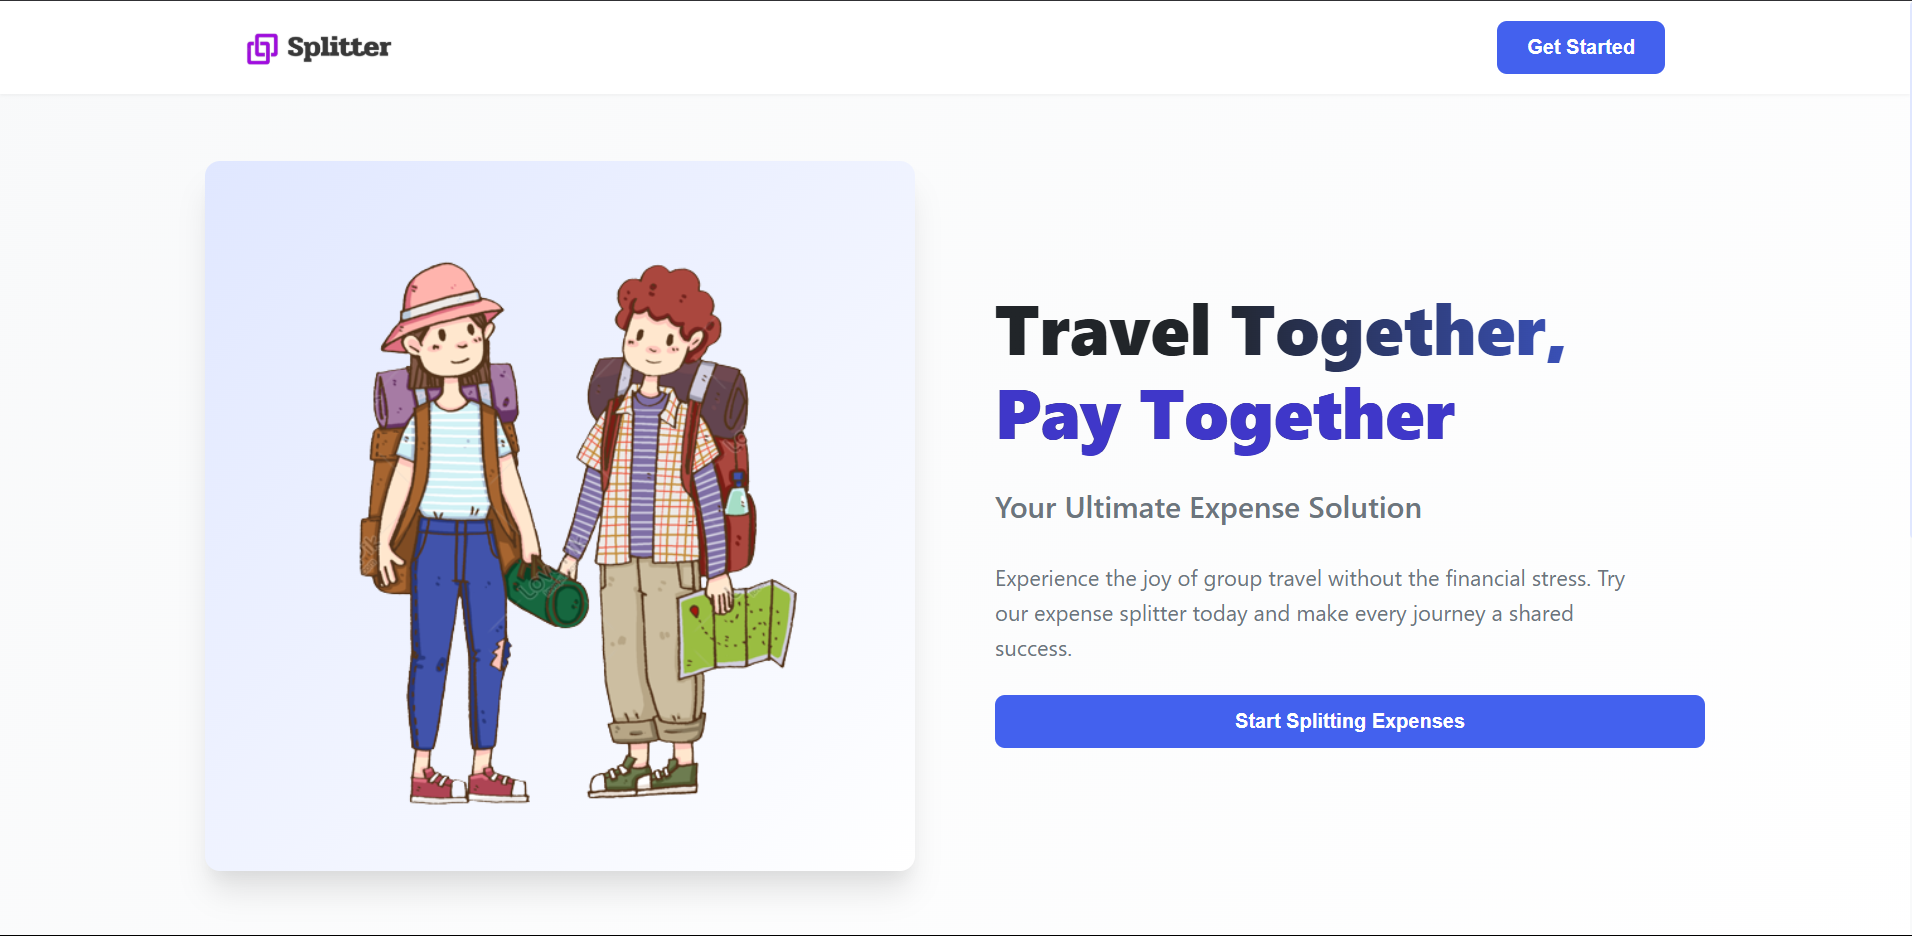 Splitter
Get Started
Travel Together,
Pay Together
Your Ultimate Expense Solution
Experience the joy of group travel without the financial stress. Try
our expense splitter today and make every journey a shared
success.
Start Splitting Expenses